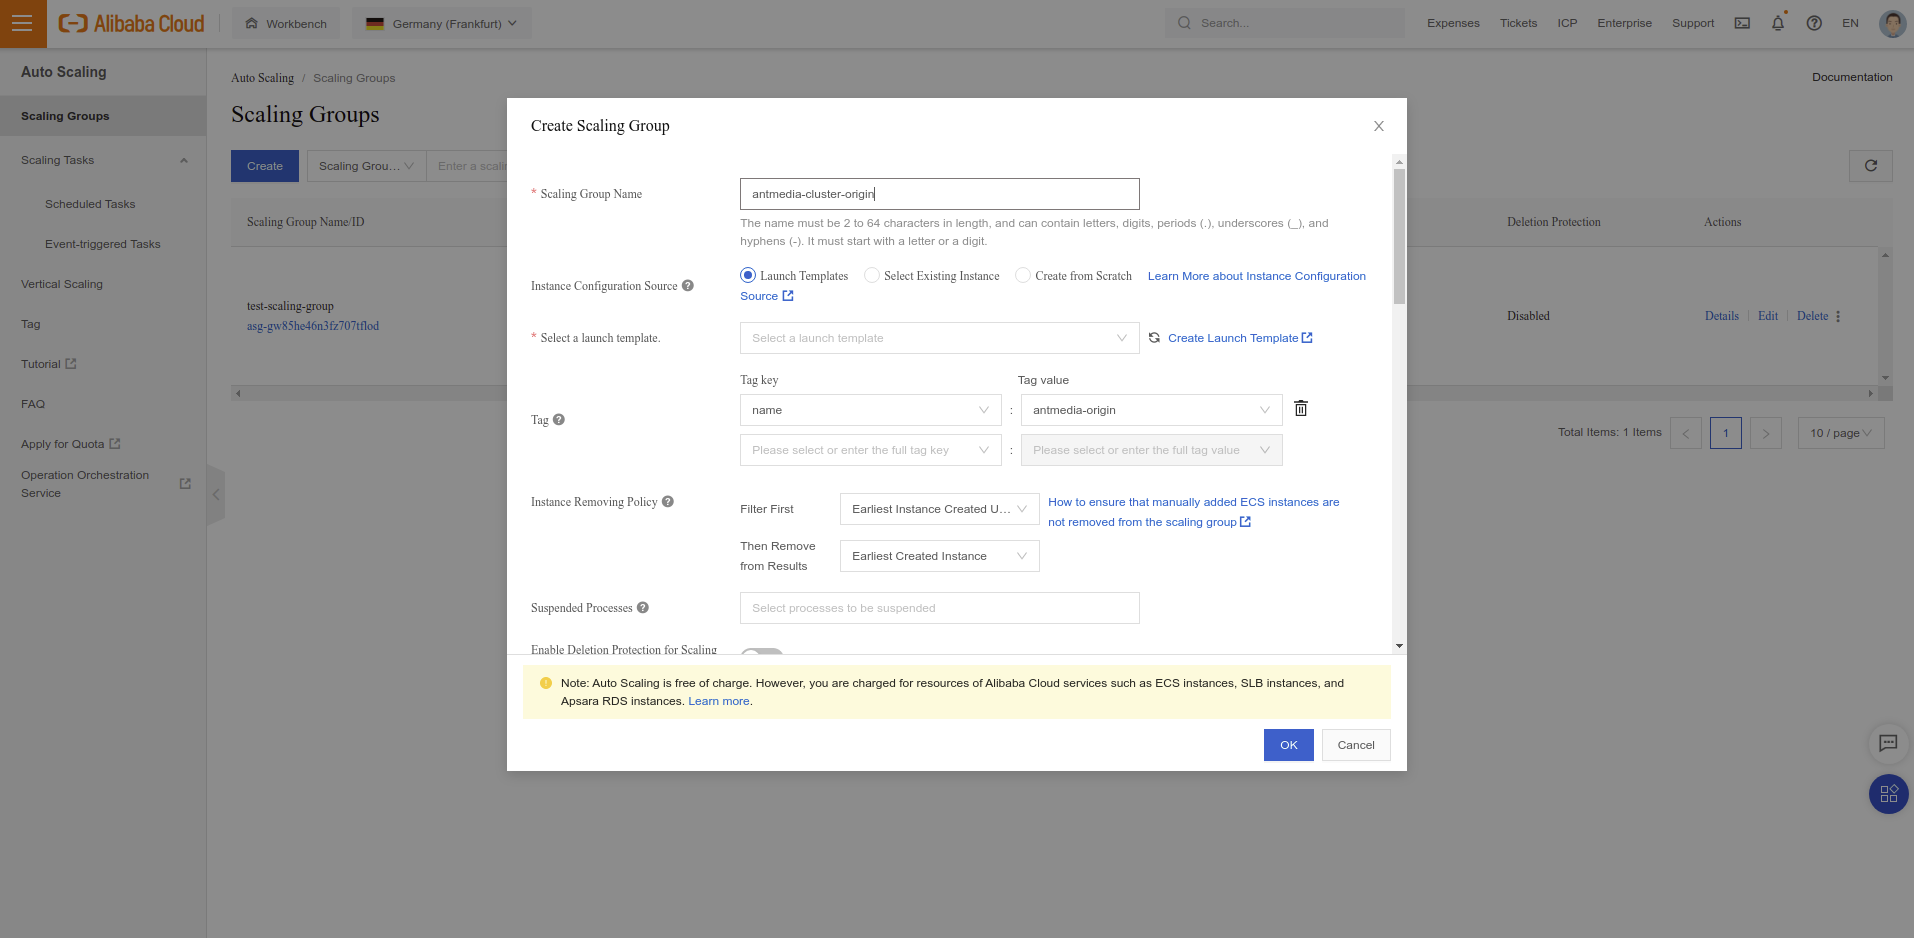 Alibaba Cloud
Workbench
Germany (Frankfurt)
Search...
Expenses
Tickets
ICP
Enterprise
Support
EN
Auto Scaling
Scaling Groups
Scaling Tasks
Scheduled Tasks
Event-triggered Tasks
Vertical Scaling
Tag
Tutorial
FAQ
Apply for Quota
Operation Orchestration
Service
Auto Scaling / Scaling Groups
Documentation
Scaling Groups
Create
Scaling Grou...
Enter a scali
Scaling Group Name/ID
Deletion Protection
Actions
test-scaling-group
asg-gw85he46n3fz707tflod
Disabled
Details
Edit
Delete
Total Items: 1 Items
1
10 / page
Create Scaling Group
* Scaling Group Name
antmedia-cluster-origin
The name must be 2 to 64 characters in length, and can contain letters, digits, periods (.), underscores (_), and
hyphens (-). It must start with a letter or a digit.
Instance Configuration Source
Launch Templates
Select Existing Instance
Create from Scratch
Learn More about Instance Configuration
Source
* Select a launch template.
Select a launch template
Create Launch Template
Tag key
Tag value
Tag
name
:
antmedia-origin
Please select or enter the full tag key
:
Please select or enter the full tag value
Instance Removing Policy
Filter First
Earliest Instance Created U...
How to ensure that manually added ECS instances are
not removed from the scaling group
Then Remove
from Results
Earliest Created Instance
Suspended Processes
Select processes to be suspended
Enable Deletion Protection for Scaling
Note: Auto Scaling is free of charge. However, you are charged for resources of Alibaba Cloud services such as ECS instances, SLB instances, and
Apsara RDS instances. Learn more.
OK
Cancel